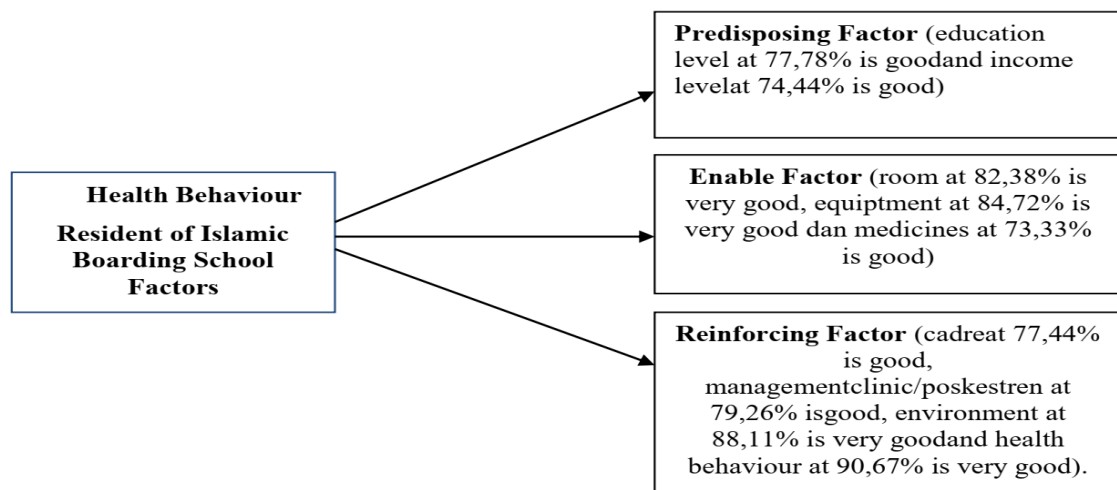 Health Behaviour
Resident of Islamic
Boarding School
Factors
Predisposing Factor (education
level at 77,78% is goodand income
levelat 74,44% is good)
Enable Factor (room at 82,38% is
very good, equiptment at 84,72% is
very good dan medicines at 73,33%
is good)
Reinforcing Factor (cadreat 77,44%
is good,
managementclinic/poskestren at
79,26% isgood, environment at
88,11% is very goodand health
behaviour at 90,67% is very good).